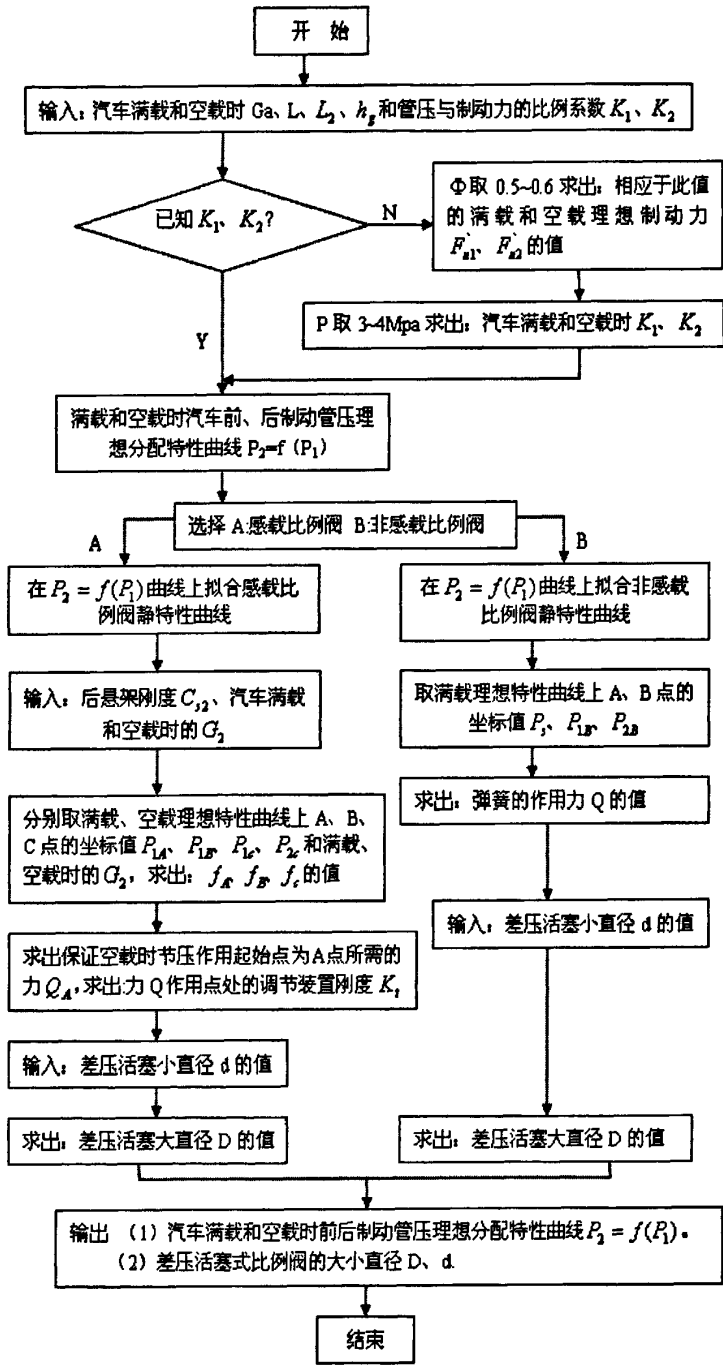 开 始
输入：汽车满载和空载时 Ga、L、L₂、h_g 和管压与制动力的比例系数 K₁、K₂
已知 K₁、K₂？
N
Φ取 0.5~0.6 求出：相应于此值
的满载和空载理想制动力
F`ₐ₁、F`ₐ₂ 的值
P 取 3~4Mpa 求出：汽车满载和空载时 K₁、K₂
Y
满载和空载时汽车前、后制动管压理
想分配特性曲线 P₂=f（P₁）
选择 A:感载比例阀 B:非感载比例阀
A
B
在 P₂ = f(P₁) 曲线上拟合感载比
例阀静特性曲线
在 P₂ = f(P₁) 曲线上拟合非感载
比例阀静特性曲线
输入：后悬架刚度 C_s2、汽车满载
和空载时的 G₂
取满载理想特性曲线上 A、B 点的
坐标值 P_s、P_1B、P_2B
分别取满载、空载理想特性曲线上 A、B、
C 点的坐标值 P_1A、P_1B、P_1c、P_2c 和满载、
空载时的 G₂，求出：f_A、f_B、f_c 的值
求出：弹簧的作用力 Q 的值
求出保证空载时节压作用起始点为A点所需的
力 Q_A，求出:力 Q 作用点处的调节装置刚度 K_t
输入：差压活塞小直径 d 的值
输入：差压活塞小直径 d 的值
求出：差压活塞大直径 D 的值
求出：差压活塞大直径 D 的值
输出 （1）汽车满载和空载时前后制动管压理想分配特性曲线 P₂ = f(P₁)。
（2）差压活塞式比例阀的大小直径 D、d.
结束